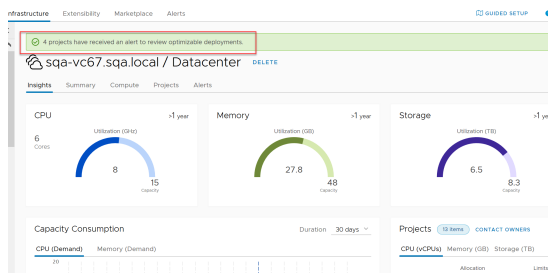 nfrastructure Extensibility Marketplace Alerts GUIDED SETUP
4 projects have received an alert to review optimizable deployments.
sqa-vc67.sqa.local / Datacenter DELETE
Insights Summary Compute Projects Alerts
CPU >1 year
6
Cores
Utilization (GHz)
8
15
Capacity
Memory >1 year
Utilization (GB)
27.8
48
Capacity
Storage >1 ye
Utilization (TB)
6.5
8.3
Capacity
Capacity Consumption Duration 30 days
CPU (Demand) Memory (Demand)
20
Projects 13 items CONTACT OWNERS
CPU (vCPUs) Memory (GB) Storage (TB)
Allocation Limits